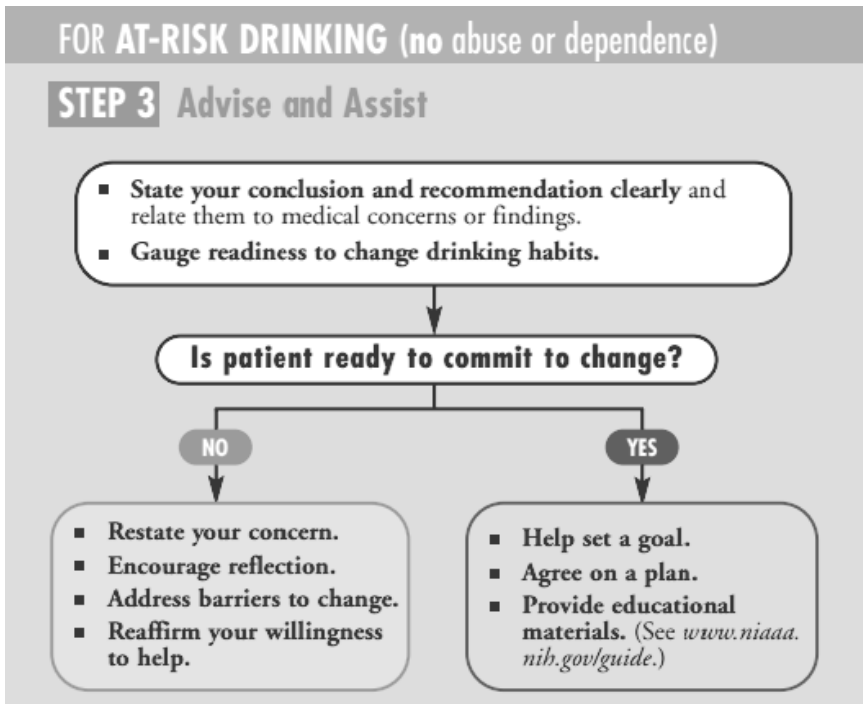 FOR AT-RISK DRINKING (no abuse or dependence)
STEP 3 Advise and Assist
▪ State your conclusion and recommendation clearly and
relate them to medical concerns or findings.
▪ Gauge readiness to change drinking habits.
Is patient ready to commit to change?
NO
▪ Restate your concern.
▪ Encourage reflection.
▪ Address barriers to change.
▪ Reaffirm your willingness
to help.
YES
▪ Help set a goal.
▪ Agree on a plan.
▪ Provide educational
materials. (See www.niaaa.
nih.gov/guide.)